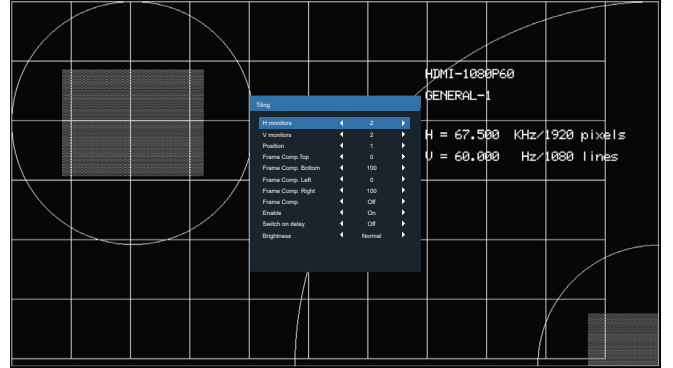 HDMI-1080P60
GENERAL-1
H = 67.500 KHz/1920 pixels
V = 60.000 Hz/1080 lines
Tiling
H monitors 2
V monitors 2
Position 1
Frame Comp.Top 0
Frame Comp. Bottom 100
Frame Comp. Left 0
Frame Comp. Right 100
Frame Comp. Off
Enable On
Switch on delay Off
Brightness Normal